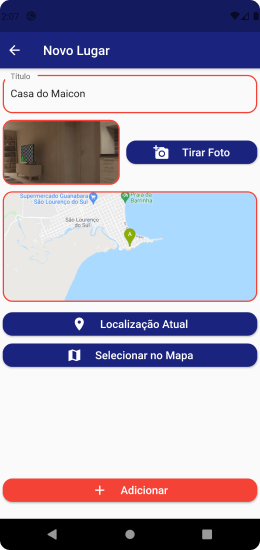 2:07
Novo Lugar
Título
Casa do Maicon
Tirar Foto
Supermercado Guanabara
São Lourenço do Sul
Praia da
Barrinha
São Lourenço
do Sul
A
Localização Atual
Selecionar no Mapa
Adicionar